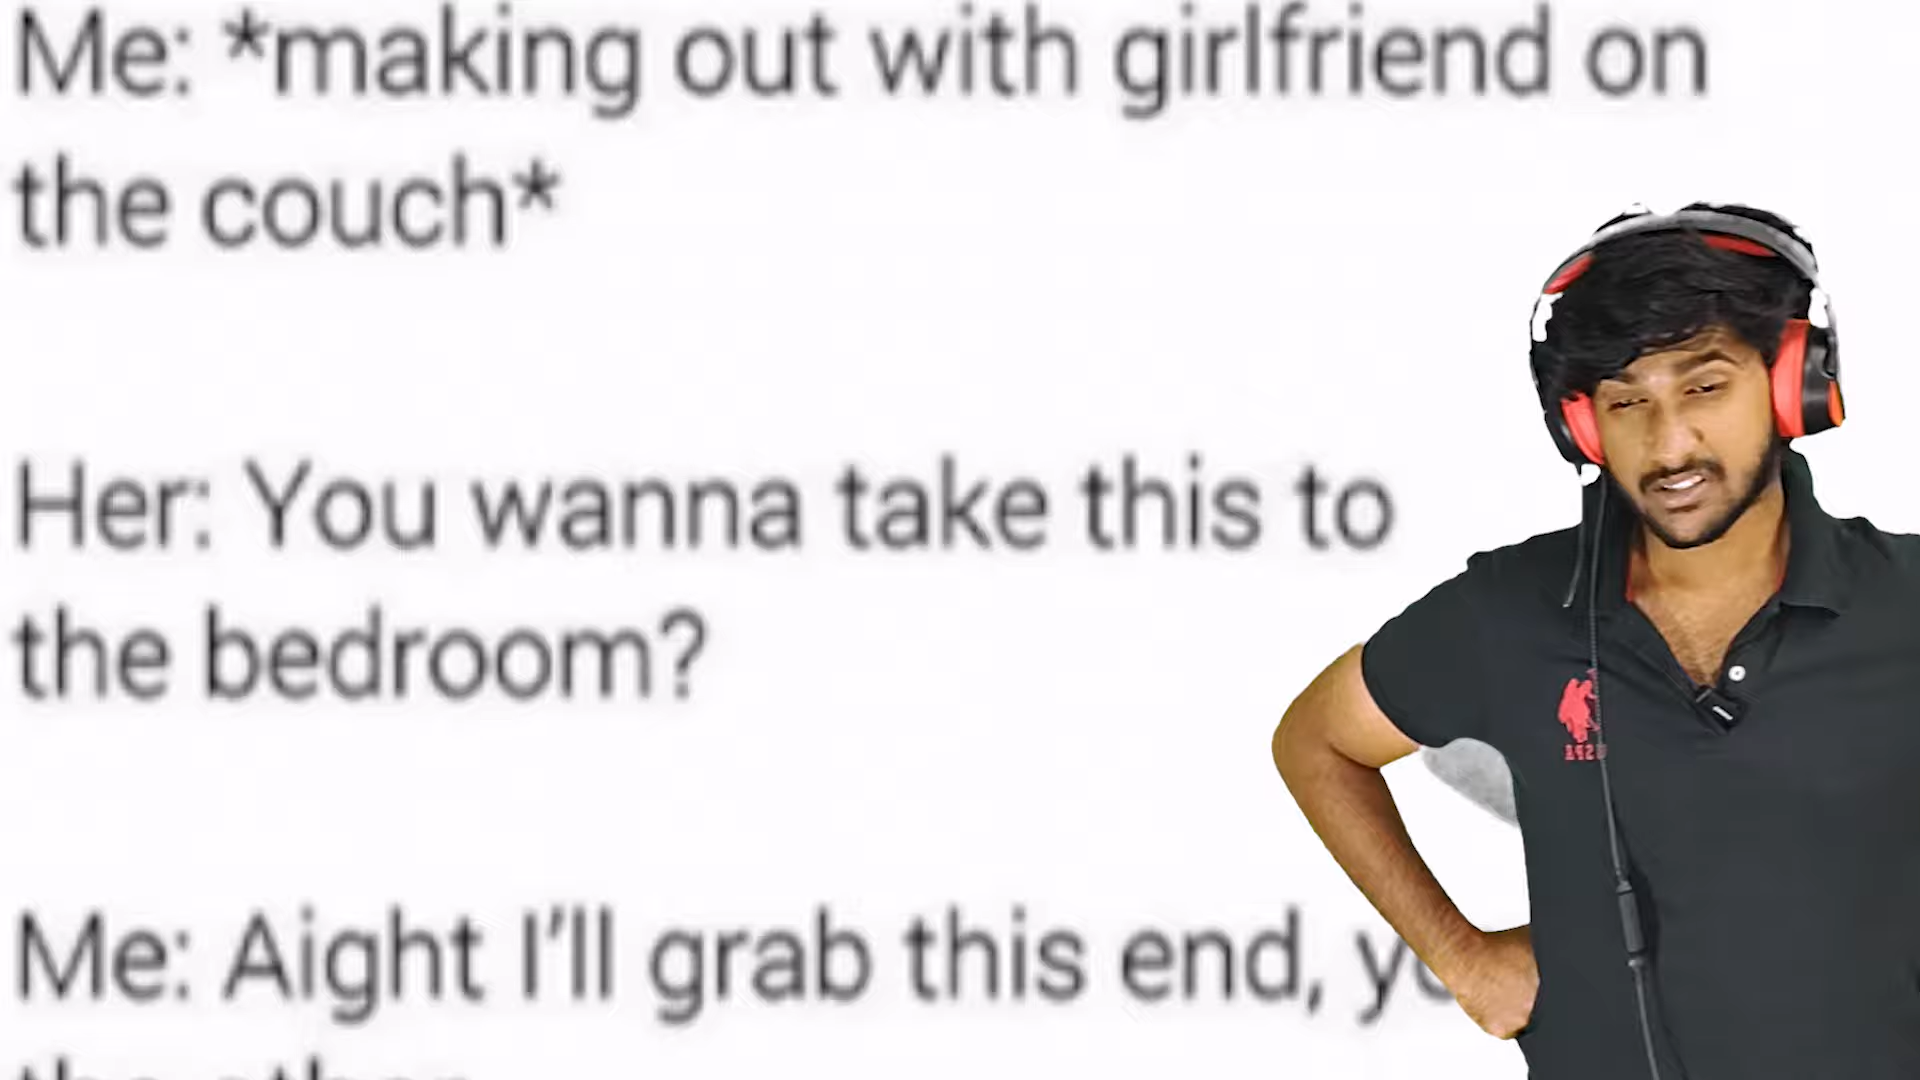 Me: *making out with girlfriend on
the couch*
Her: You wanna take this to
the bedroom?
Me: Aight I'll grab this end,